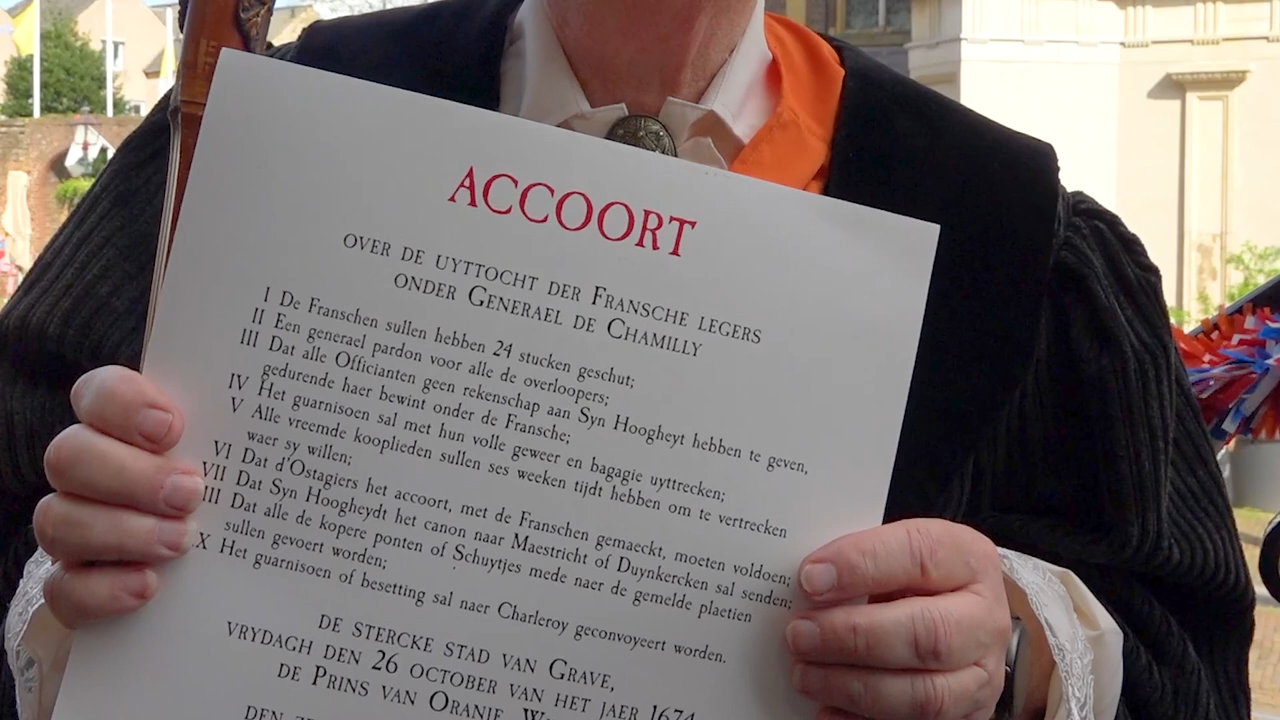 ACCOORT
OVER DE UYTTOCHT DER FRANSCHE LEGERS
ONDER GENERAEL DE CHAMILLY
I De Franschen sullen hebben 24 stucken geschut;
II Een generael pardon voor alle de overloopers;
III Dat alle Officianten geen rekenschap aan Syn Hoogheyt hebben te geven,
gedurende haer bewint onder de Fransche;
IV Het guarnisoen sal met hun volle geweer en bagagie uyttrecken;
V Alle vreemde kooplieden sullen ses weeken tijdt hebben om te vertrecken
waer sy willen;
VI Dat d'Ostagiers het accoort, met de Franschen gemaeckt, moeten voldoen;
VII Dat Syn Hoogheydt het canon naar Maestricht of Duynkercken sal senden;
III Dat alle de kopere ponten of Schuytjes mede naer de gemelde plaetien
sullen gevoert worden;
X Het guarnisoen of besetting sal naer Charleroy geconvoyeert worden.
DE STERCKE STAD VAN GRAVE,
VRYDAGH DEN 26 OCTOBER VAN HET JAER 1674
DE PRINS VAN ORANJE,
DEN